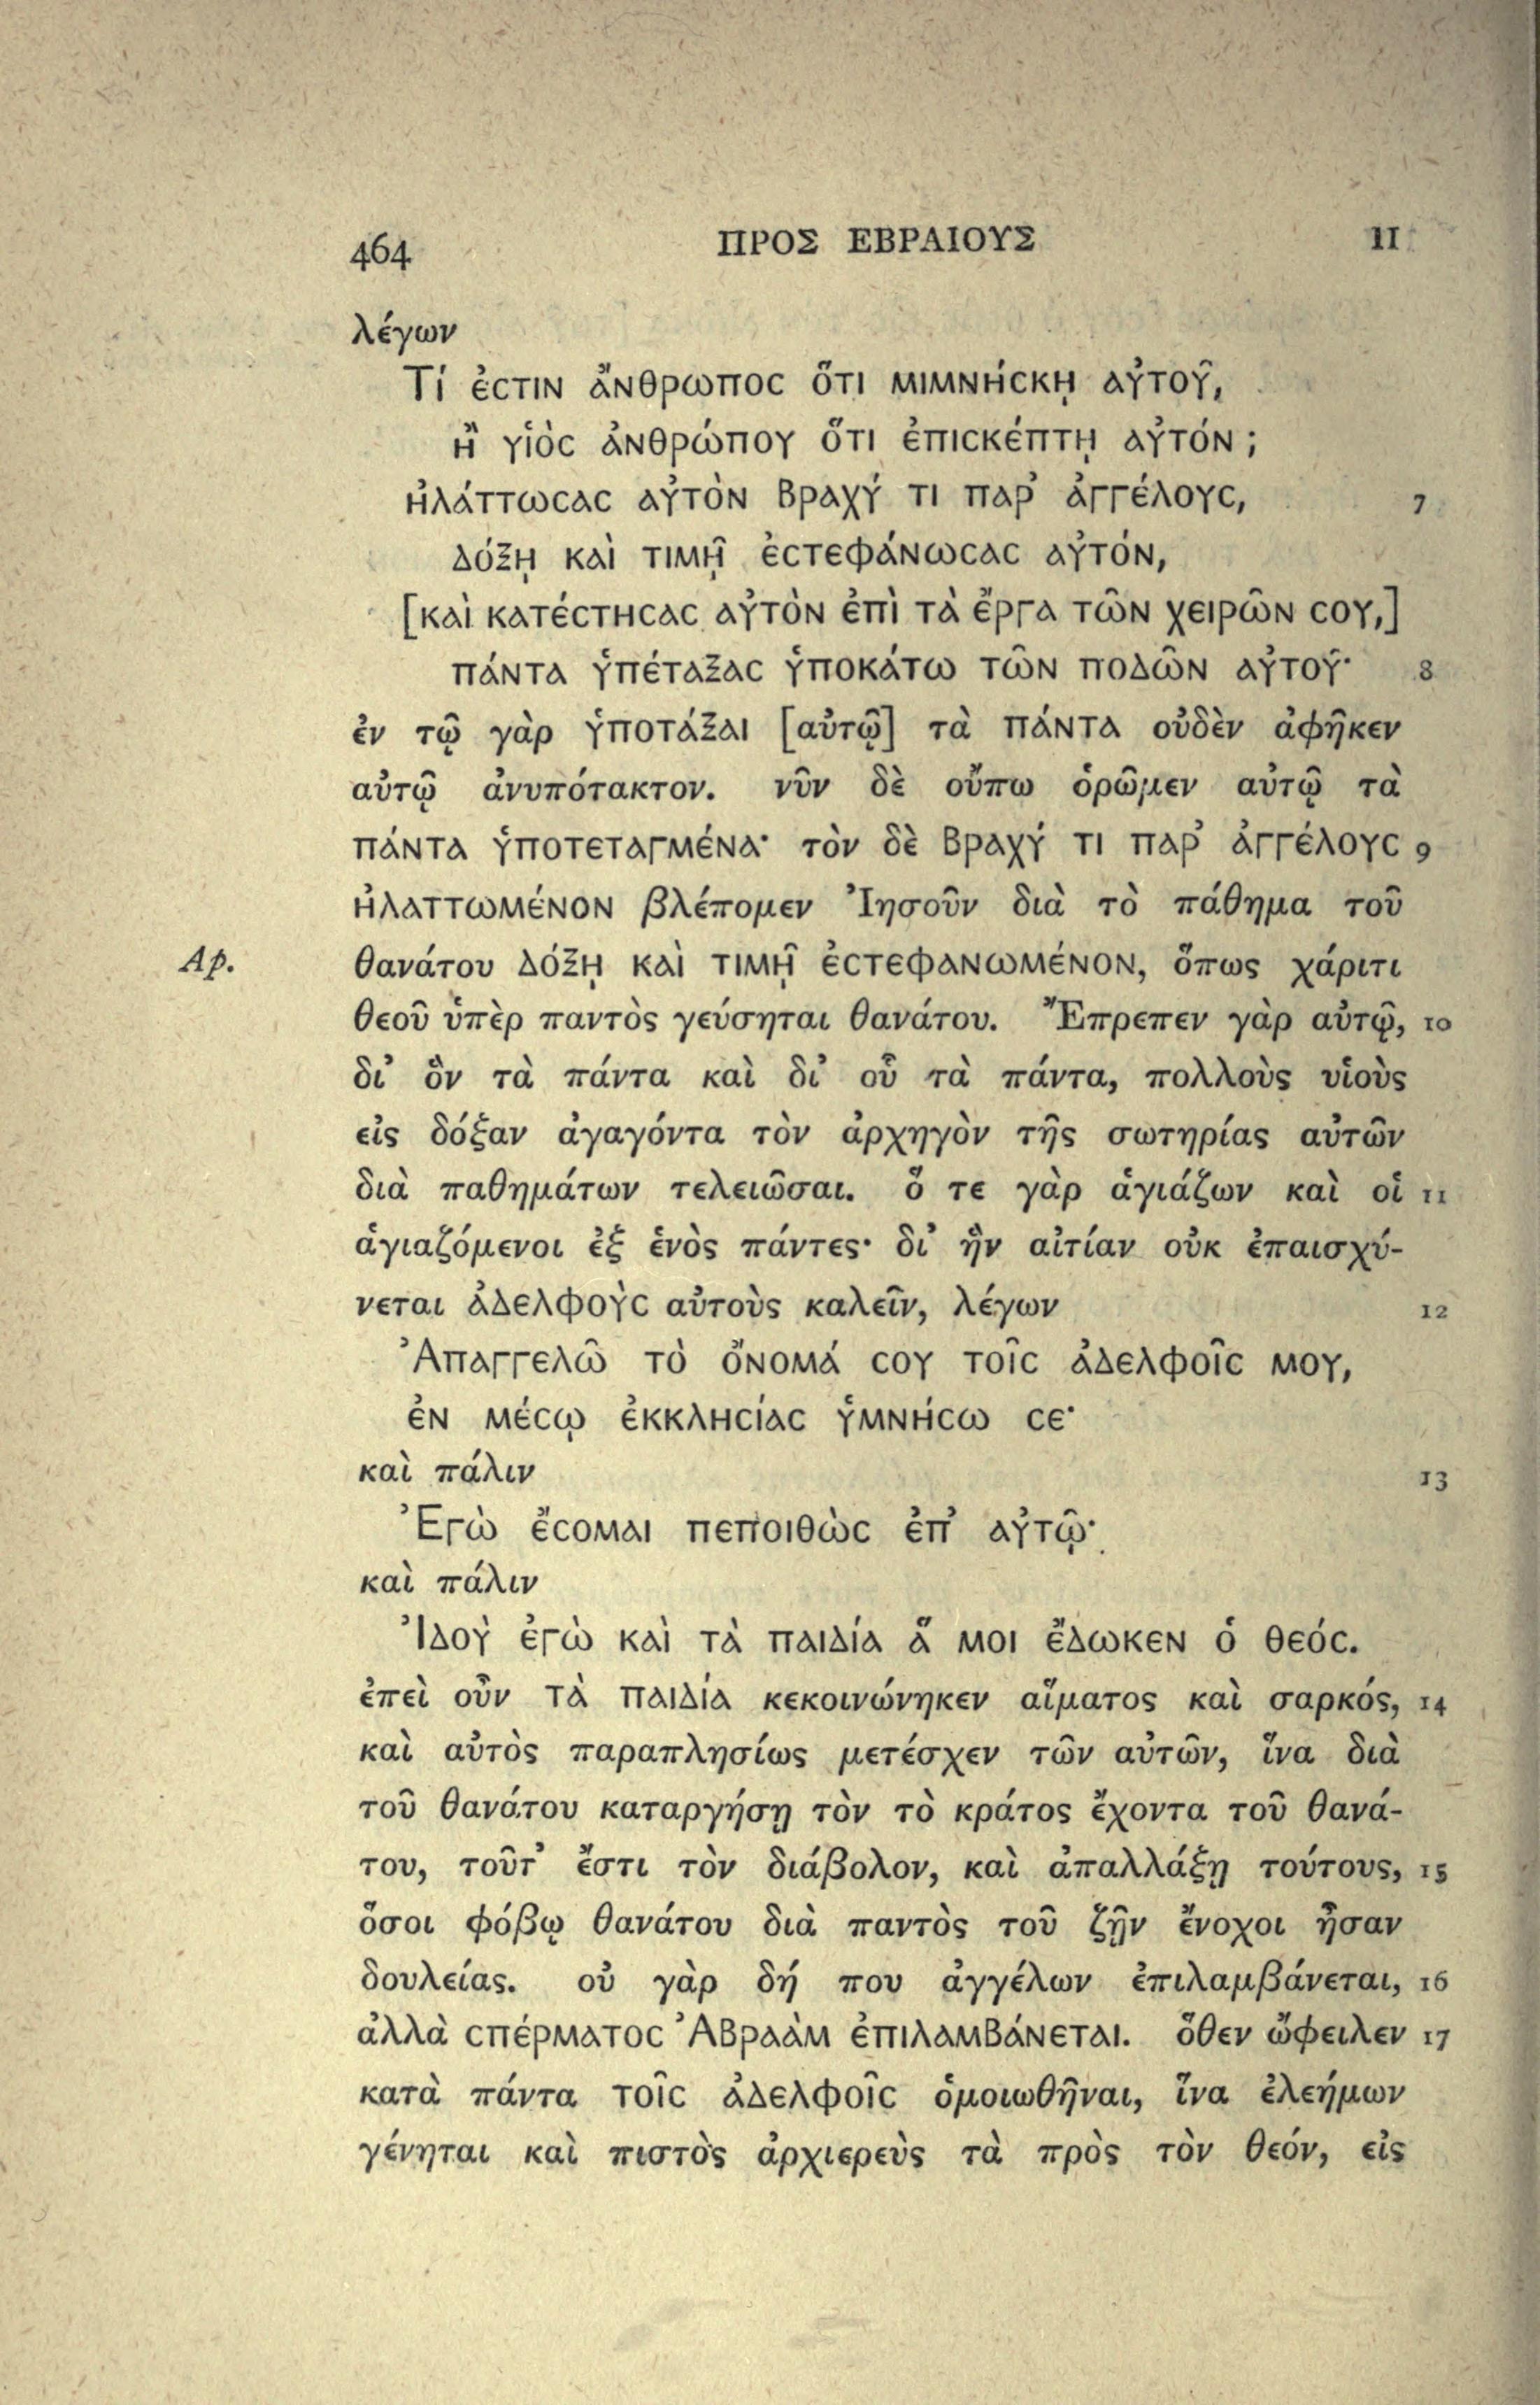 464 ΠΡΟΣ ΕΒΡΑΙΟΥΣ II
λέγων
Τί ἐστιν ἄνθρωπος ὅτι μιμνήσκῃ αὐτοῦ,
ἢ υἱὸς ἀνθρώπου ὅτι ἐπισκέπτῃ αὐτόν;
ἠλάττωσας αὐτὸν βραχύ τι παρ' ἀγγέλους, 7
δόξῃ καὶ τιμῇ ἐστεφάνωσας αὐτόν,
[καὶ κατέστησας αὐτὸν ἐπὶ τὰ ἔργα τῶν χειρῶν σου,]
πάντα ὑπέταξας ὑποκάτω τῶν ποδῶν αὐτοῦ· 8
ἐν τῷ γὰρ ὑποτάξαι [αὐτῷ] τὰ πάντα οὐδὲν ἀφῆκεν
αὐτῷ ἀνυπότακτον. νῦν δὲ οὔπω ὁρῶμεν αὐτῷ τὰ
πάντα ὑποτεταγμένα· τὸν δὲ βραχύ τι παρ' ἀγγέλους 9
ἠλαττωμένον βλέπομεν Ἰησοῦν διὰ τὸ πάθημα τοῦ
Ap. θανάτου δόξῃ καὶ τιμῇ ἐστεφανωμένον, ὅπως χάριτι
θεοῦ ὑπὲρ παντὸς γεύσηται θανάτου. Ἔπρεπεν γὰρ αὐτῷ, 10
δι' ὃν τὰ πάντα καὶ δι' οὗ τὰ πάντα, πολλοὺς υἱοὺς
εἰς δόξαν ἀγαγόντα τὸν ἀρχηγὸν τῆς σωτηρίας αὐτῶν
διὰ παθημάτων τελειῶσαι. ὅ τε γὰρ ἁγιάζων καὶ οἱ 11
ἁγιαζόμενοι ἐξ ἑνὸς πάντες· δι' ἣν αἰτίαν οὐκ ἐπαισχύ-
νεται ἀδελφοὺς αὐτοὺς καλεῖν, λέγων 12
Ἀπαγγελῶ τὸ ὄνομά σου τοῖς ἀδελφοῖς μου,
ἐν μέσῳ ἐκκλησίας ὑμνήσω σε·
καὶ πάλιν 13
Ἐγὼ ἔσομαι πεποιθὼς ἐπ' αὐτῷ·
καὶ πάλιν
Ἰδοὺ ἐγὼ καὶ τὰ παιδία ἅ μοι ἔδωκεν ὁ θεός.
ἐπεὶ οὖν τὰ παιδία κεκοινώνηκεν αἵματος καὶ σαρκός, 14
καὶ αὐτὸς παραπλησίως μετέσχεν τῶν αὐτῶν, ἵνα διὰ
τοῦ θανάτου καταργήσῃ τὸν τὸ κράτος ἔχοντα τοῦ θανά-
του, τοῦτ' ἔστι τὸν διάβολον, καὶ ἀπαλλάξῃ τούτους, 15
ὅσοι φόβῳ θανάτου διὰ παντὸς τοῦ ζῇν ἔνοχοι ἦσαν
δουλείας. οὐ γὰρ δή που ἀγγέλων ἐπιλαμβάνεται, 16
ἀλλὰ σπέρματος Ἀβραὰμ ἐπιλαμβάνεται. ὅθεν ὤφειλεν 17
κατὰ πάντα τοῖς ἀδελφοῖς ὁμοιωθῆναι, ἵνα ἐλεήμων
γένηται καὶ πιστὸς ἀρχιερεὺς τὰ πρὸς τὸν θεόν, εἰς